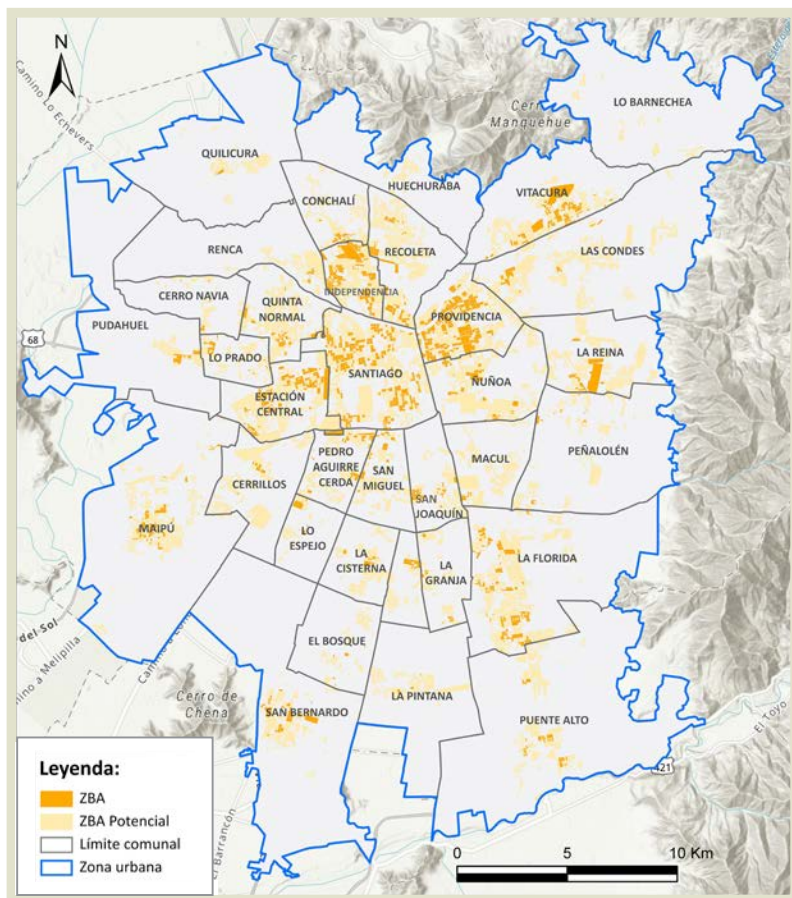 N
Camino Lo Echevers
LO BARNECHEA
Cerro
Manquehue
QUILICURA
HUECHURABA
VITACURA
CONCHALÍ
RENCA
RECOLETA
LAS CONDES
CERRO NAVIA
QUINTA
NORMAL
INDEPENDENCIA
PROVIDENCIA
PUDAHUEL
68
LO PRADO
LA REINA
SANTIAGO
ÑUÑOA
ESTACIÓN
CENTRAL
PEDRO
AGUIRRE
CERDA
SAN
MIGUEL
MACUL
PEÑALOLÉN
CERRILLOS
SAN
JOAQUÍN
MAIPÚ
LO
ESPEJO
LA
CISTERNA
LA
GRANJA
LA FLORIDA
del Sol
mino a Melipilla
EL BOSQUE
Cerro de
Chena
SAN BERNARDO
LA PINTANA
PUENTE ALTO
El Toyo
421
El Barrancón
Leyenda:
ZBA
ZBA Potencial
Límite comunal
Zona urbana
0 5 10 Km